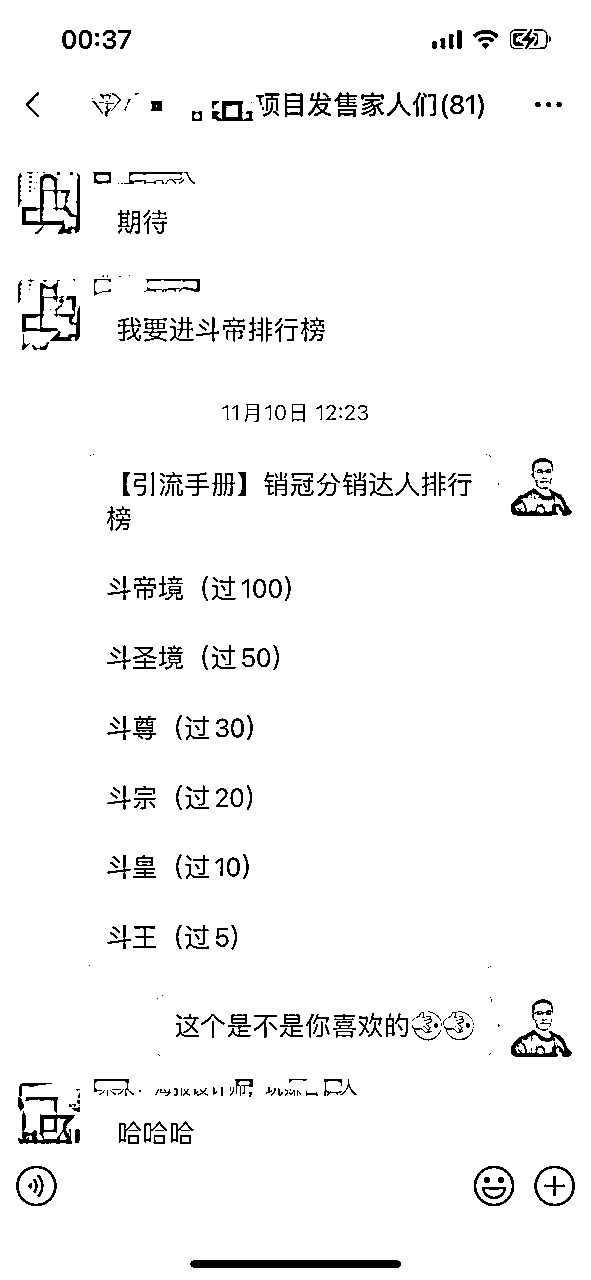 00:37
项目发售家人们(81)
期待
我要进斗帝排行榜
11月10日 12:23
【引流手册】销冠分销达人排行
榜
斗帝境（过100）
斗圣境（过50）
斗尊（过30）
斗宗（过20）
斗皇（过10）
斗王（过5）
这个是不是你喜欢的
哈哈哈